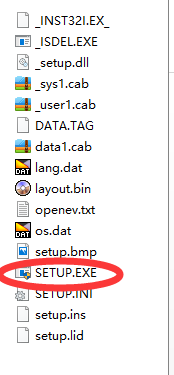 _INST32I.EX_
_ISDEL.EXE
_setup.dll
_sys1.cab
_user1.cab
DATA.TAG
data1.cab
lang.dat
layout.bin
openev.txt
os.dat
setup.bmp
SETUP.EXE
SETUP.INI
setup.ins
setup.lid